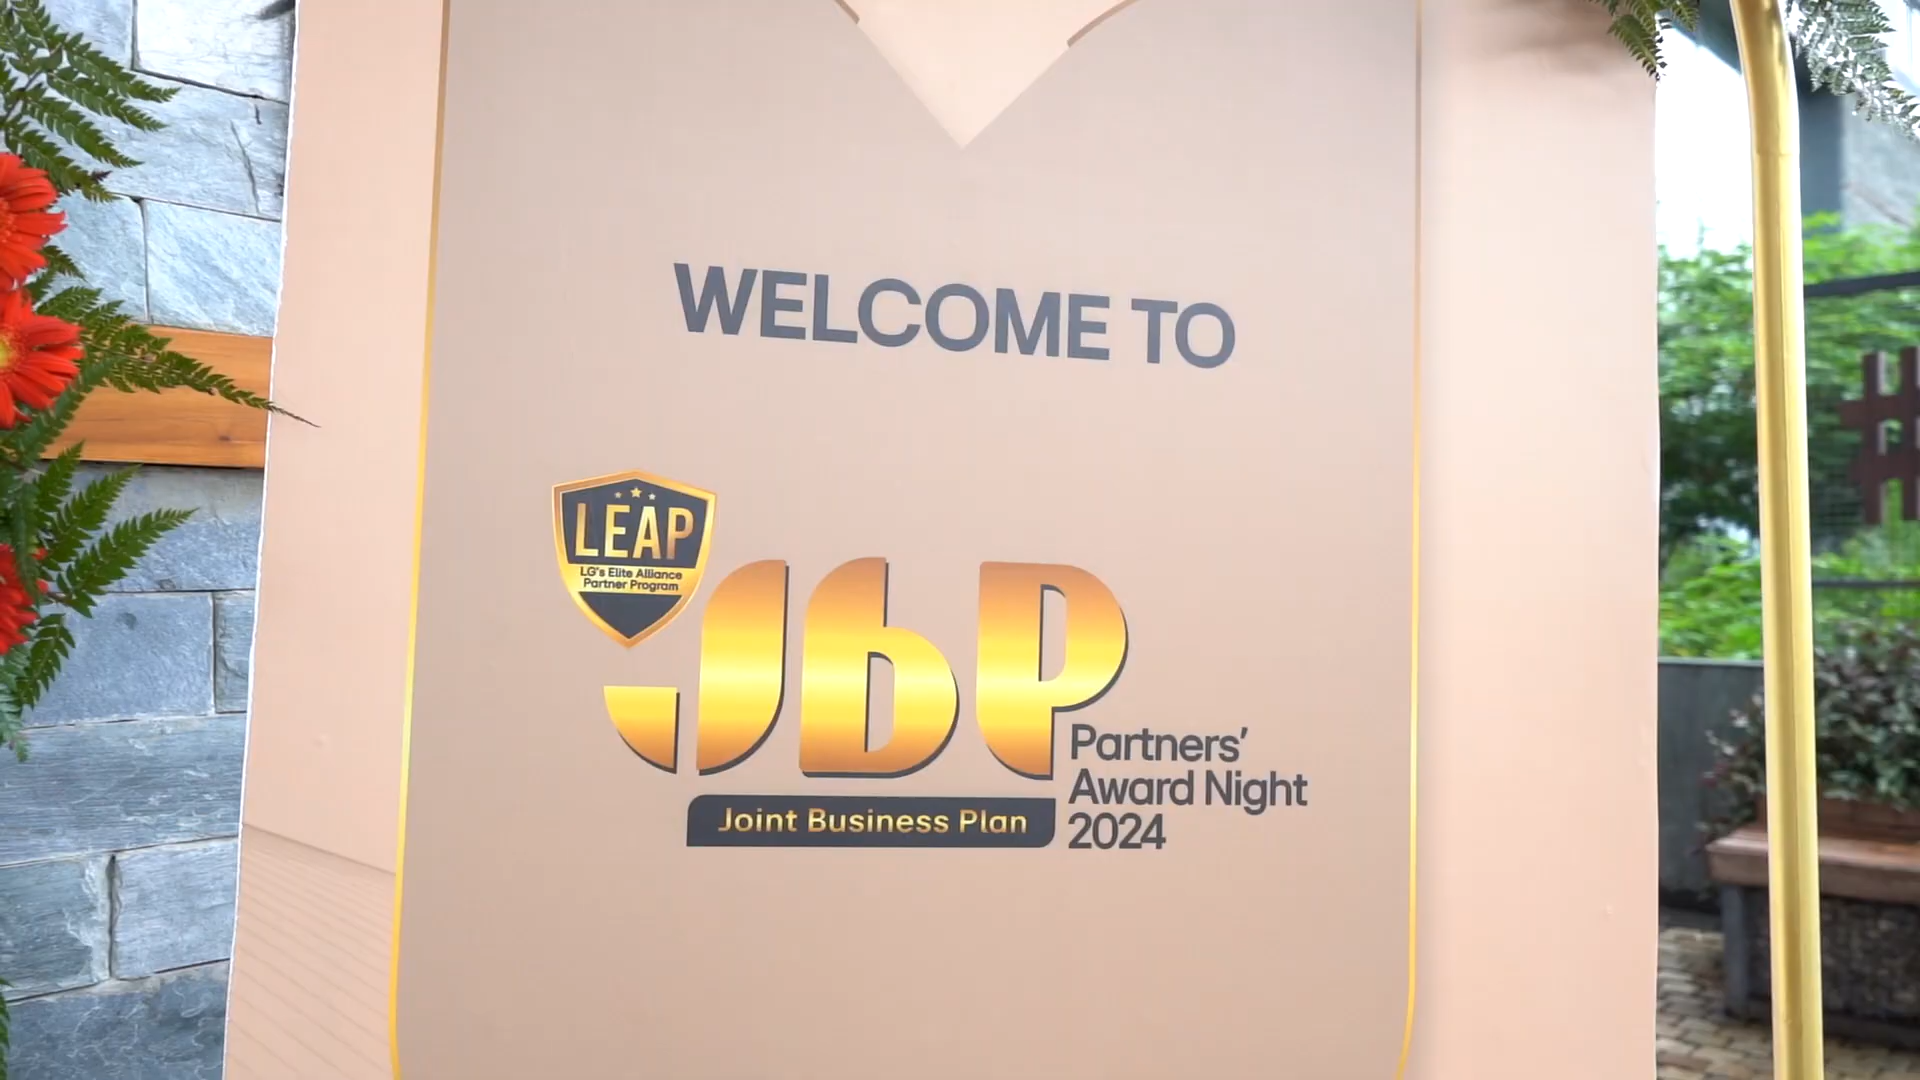 WELCOME TO
LEAP
LG's Elite Alliance
Partner Program
JbP
Partners'
Award Night
2024
Joint Business Plan